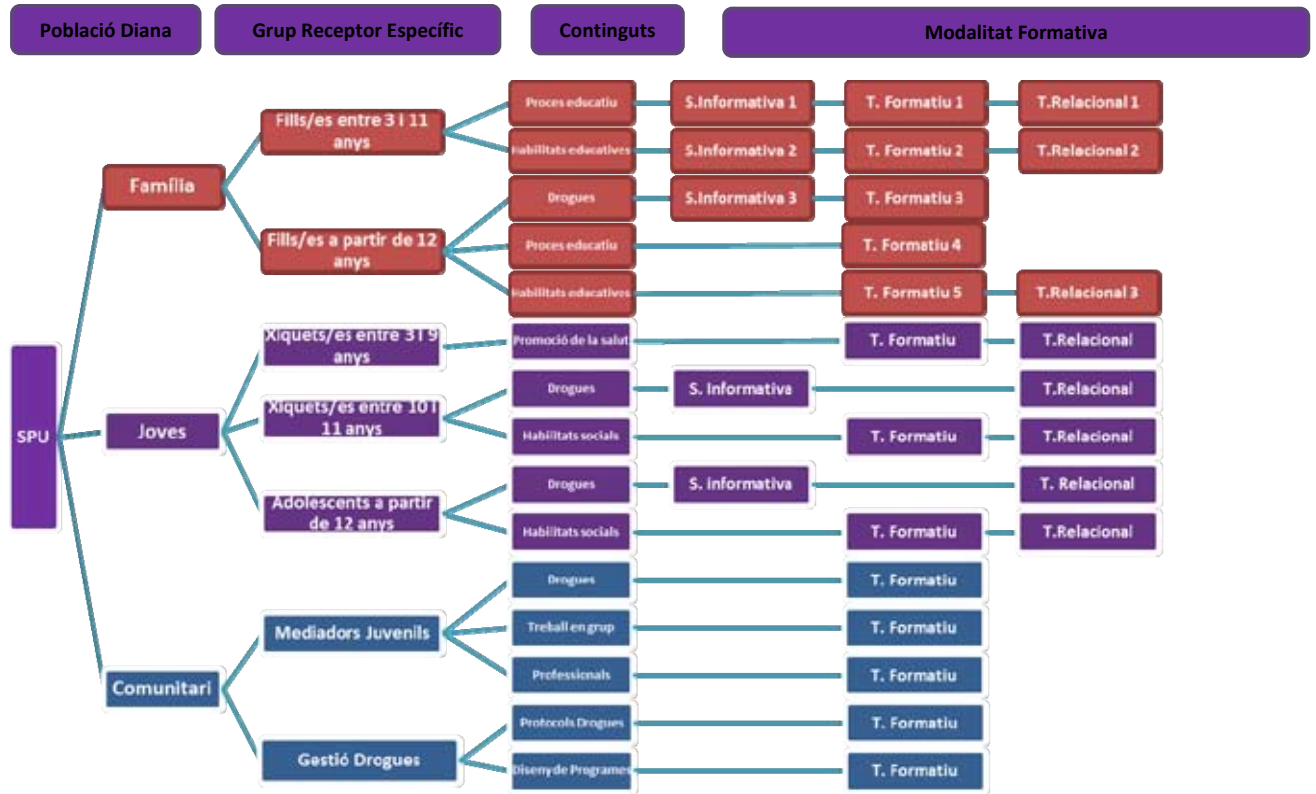 Població Diana
Grup Receptor Específic
Continguts
Modalitat Formativa
SPU
Família
Fills/es entre 3 i 11
anys
Proces educatiu
S.Informativa 1
T. Formatiu 1
T.Relacional 1
Habilitats educatives
S.Informativa 2
T. Formatiu 2
T.Relacional 2
Fills/es a partir de 12
anys
Drogues
S.Informativa 3
T. Formatiu 3
Proces educatiu
T. Formatiu 4
Habilitats educatives
T. Formatiu 5
T.Relacional 3
Joves
Xiquets/es entre 3 i 9
anys
Promoció de la salut
T. Formatiu
T.Relacional
Xiquets/es entre 10 i
11 anys
Drogues
S. Informativa
T.Relacional
Habilitats socials
T. Formatiu
T.Relacional
Adolescents a partir
de 12 anys
Drogues
S. informativa
T. Relacional
Habilitats socials
T. Formatiu
T.Relacional
Comunitari
Mediadors Juvenils
Drogues
T. Formatiu
Treball en grup
T. Formatiu
Professionals
T. Formatiu
Gestió Drogues
Protocols Drogues
T. Formatiu
Diseny de Programes
T. Formatiu